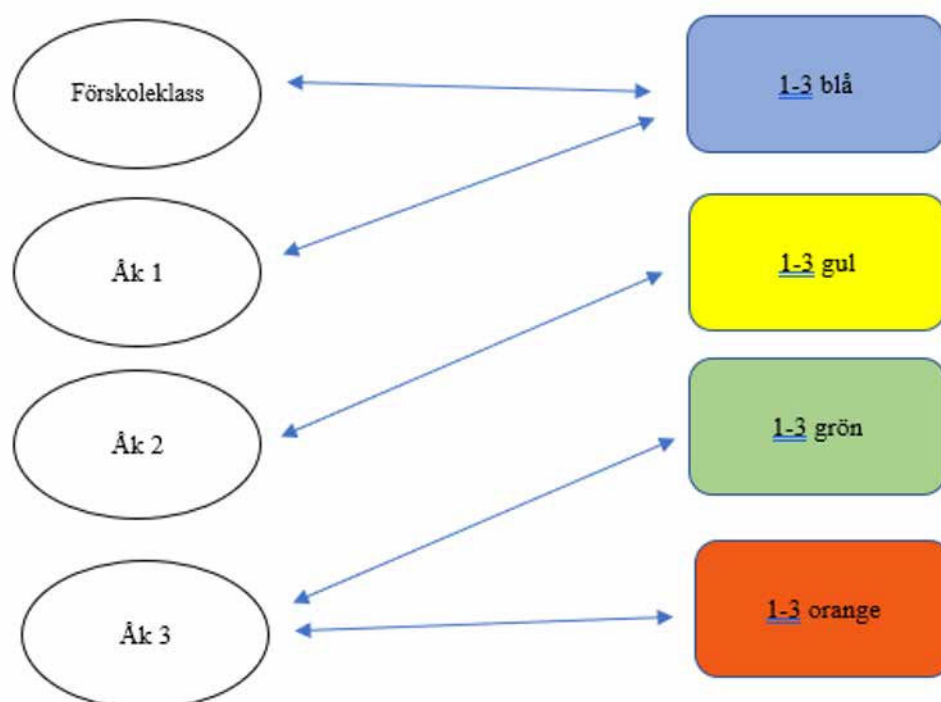 Förskoleklass
1-3 blå
Åk 1
1-3 gul
Åk 2
1-3 grön
Åk 3
1-3 orange